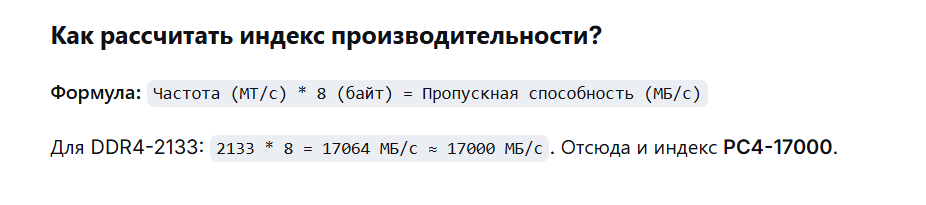 Как рассчитать индекс производительности?
Формула: Частота (МТ/с) * 8 (байт) = Пропускная способность (МБ/с)
Для DDR4-2133: 2133 * 8 = 17064 МБ/с ≈ 17000 МБ/с. Отсюда и индекс PC4-17000.